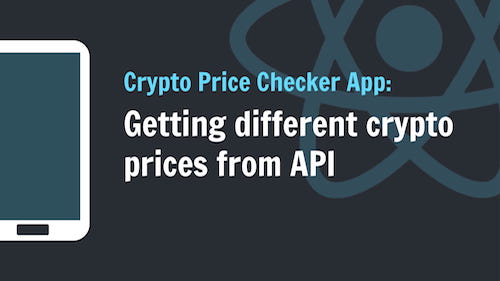 Crypto Price Checker App:
Getting different crypto
prices from API